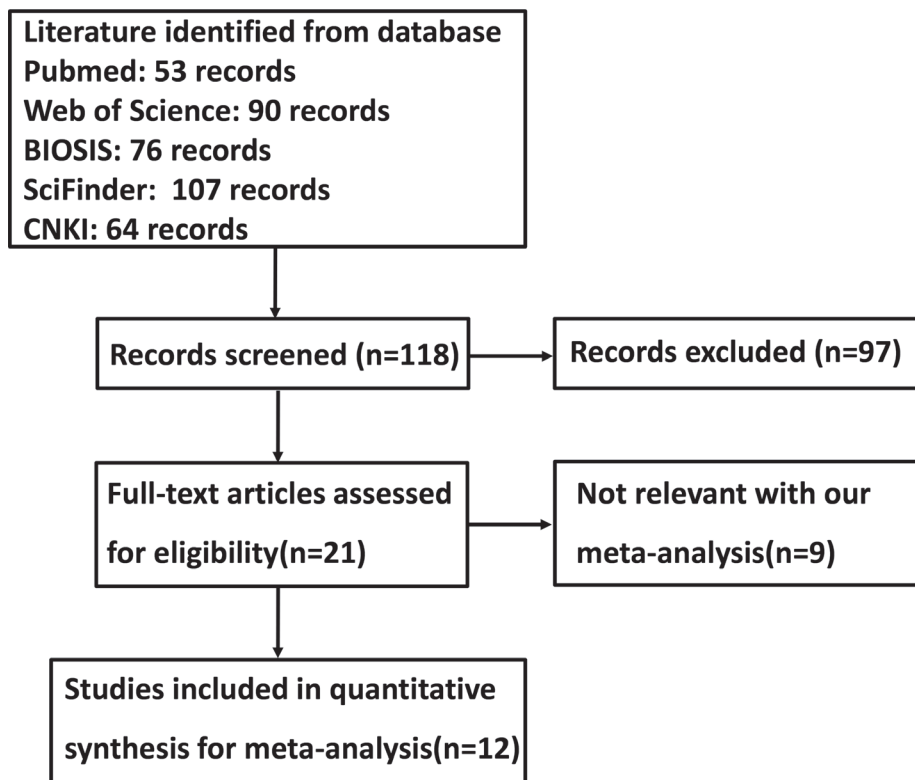 Literature identified from database
Pubmed: 53 records
Web of Science: 90 records
BIOSIS: 76 records
SciFinder:  107 records
CNKI: 64 records
Records screened (n=118)
Records excluded (n=97)
Full-text articles assessed
for eligibility(n=21)
Not relevant with our
meta-analysis(n=9)
Studies included in quantitative
synthesis for meta-analysis(n=12)